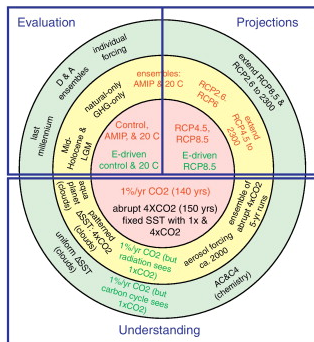 Evaluation
Projections
individual
forcing
D & A
ensembles
last
millennium
extend RCP8.5 &
RCP2.6 to 2300
ensembles:
AMIP & 20 C
natural-only
GHG-only
Mid-
Holocene &
LGM
RCP2.6,
RCP6
extend
RCP4.5 to
2300
Control,
AMIP, & 20 C
RCP4.5,
RCP8.5
E-driven
control & 20 C
E-driven
RCP8.5
1%/yr CO2 (140 yrs)
abrupt 4XCO2 (150 yrs)
fixed SST with 1x &
4xCO2
aqua
planet
(clouds)
ΔSST: 4xCO2
patterned
(clouds)
uniform ΔSST
(clouds)
1%/yr CO2 (but
radiation sees
1xCO2)
1%/yr CO2 (but
carbon cycle sees
1xCO2)
aerosol forcing
ca. 2000
ensemble of
abrupt 4xCO2
5-yr runs
AC&C4
(chemistry)
Understanding